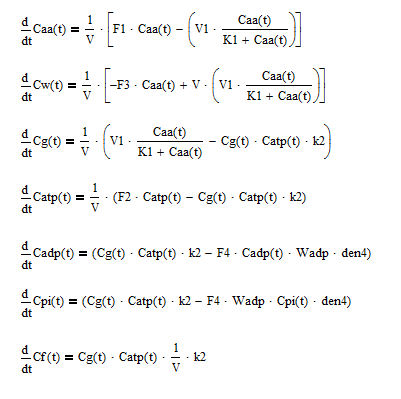 d/dt Caa(t) = 1/V · [F1 · Caa(t) − (V1 · Caa(t)/(K1 + Caa(t)))]
d/dt Cw(t) = 1/V · [−F3 · Caa(t) + V · (V1 · Caa(t)/(K1 + Caa(t)))]
d/dt Cg(t) = 1/V · (V1 · Caa(t)/(K1 + Caa(t)) − Cg(t) · Catp(t) · k2)
d/dt Catp(t) = 1/V · (F2 · Catp(t) − Cg(t) · Catp(t) · k2)
d/dt Cadp(t) = (Cg(t) · Catp(t) · k2 − F4 · Cadp(t) · Wadp · den4)
d/dt Cpi(t) = (Cg(t) · Catp(t) · k2 − F4 · Wadp · Cpi(t) · den4)
d/dt Cf(t) = Cg(t) · Catp(t) · 1/V · k2